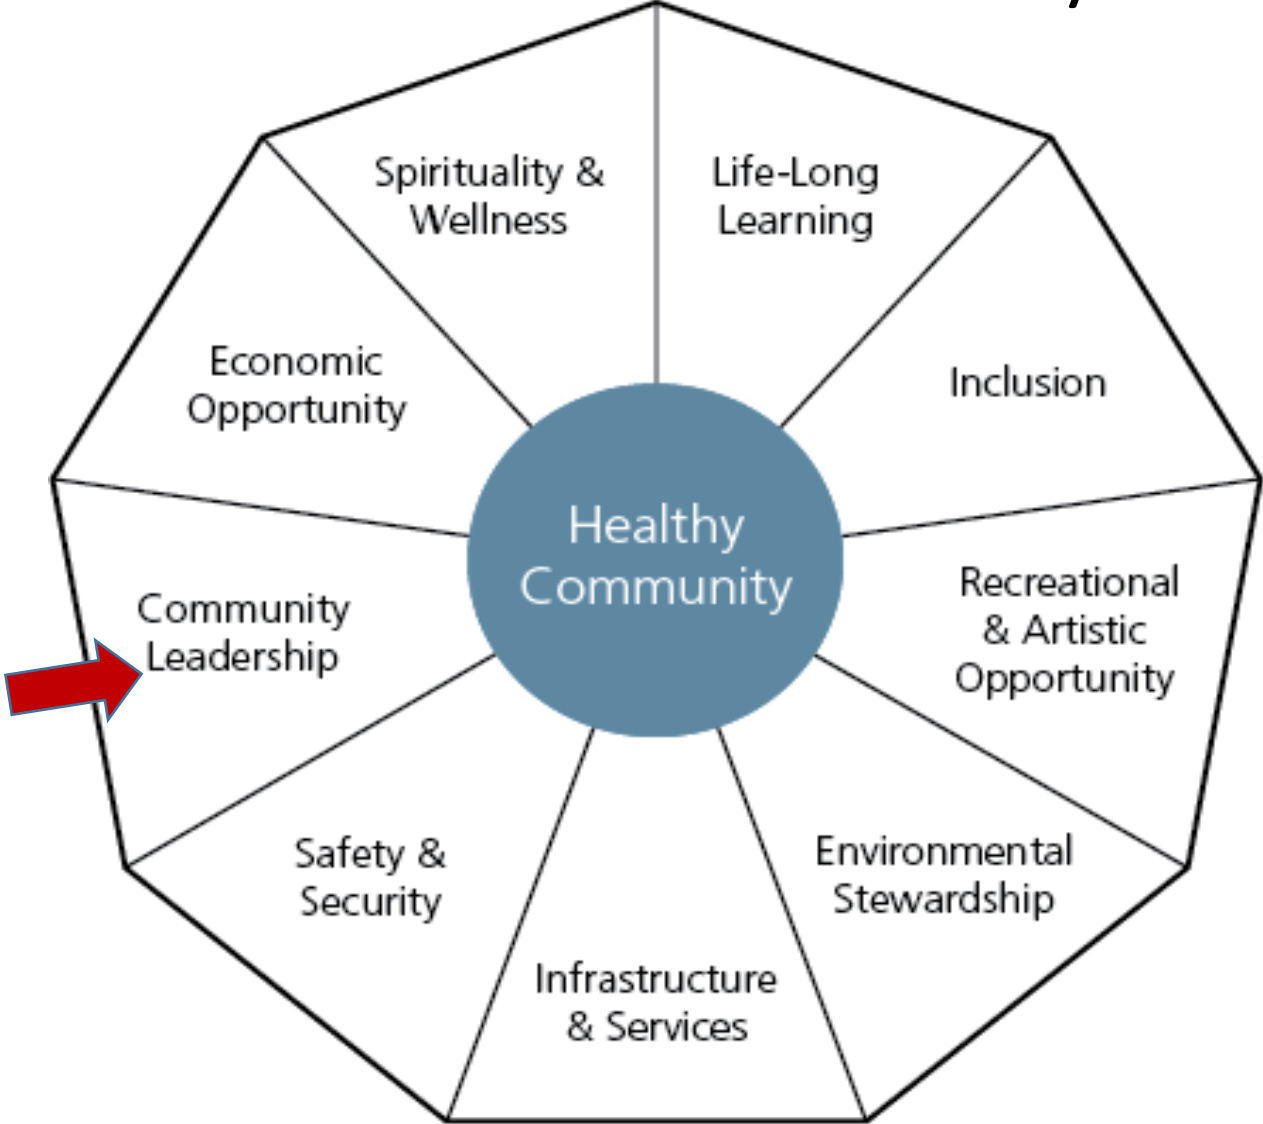 Spirituality &
Wellness
Life-Long
Learning
Inclusion
Recreational
& Artistic
Opportunity
Environmental
Stewardship
Infrastructure
& Services
Safety &
Security
Community
Leadership
Economic
Opportunity
Healthy
Community